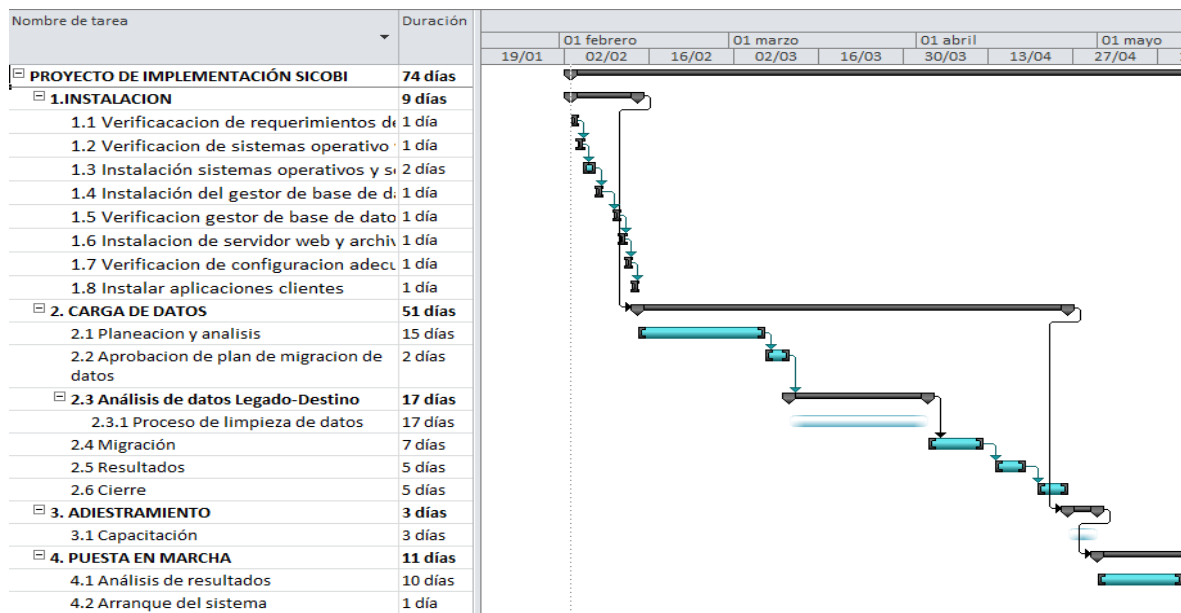 Nombre de tarea Duración
01 febrero 01 marzo 01 abril 01 mayo
19/01 02/02 16/02 02/03 16/03 30/03 13/04 27/04
PROYECTO DE IMPLEMENTACIÓN SICOBI 74 días
1.INSTALACION 9 días
1.1 Verificacacion de requerimientos de 1 día
1.2 Verificacion de sistemas operativo 1 día
1.3 Instalación sistemas operativos y 2 días
1.4 Instalación del gestor de base de 1 día
1.5 Verificacion gestor de base de dato 1 día
1.6 Instalacion de servidor web y archiv 1 día
1.7 Verificacion de configuracion adecu 1 día
1.8 Instalar aplicaciones clientes 1 día
2. CARGA DE DATOS 51 días
2.1 Planeacion y analisis 15 días
2.2 Aprobacion de plan de migracion de 2 días
datos
2.3 Análisis de datos Legado-Destino 17 días
2.3.1 Proceso de limpieza de datos 17 días
2.4 Migración 7 días
2.5 Resultados 5 días
2.6 Cierre 5 días
3. ADIESTRAMIENTO 3 días
3.1 Capacitación 3 días
4. PUESTA EN MARCHA 11 días
4.1 Análisis de resultados 10 días
4.2 Arranque del sistema 1 día